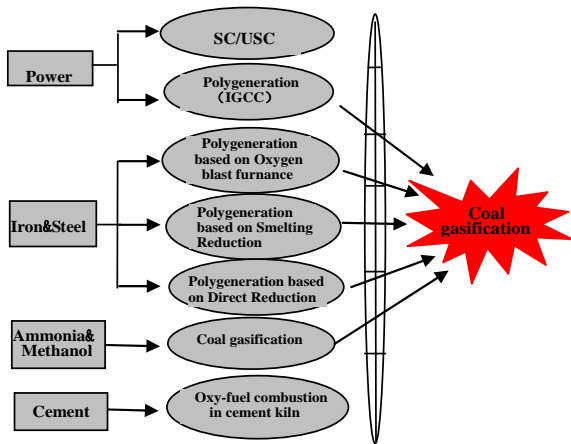 SC/USC
Power
Polygeneration
（IGCC）
Polygeneration
based on Oxygen
blast furnance
Iron&Steel
Polygeneration
based on Smelting
Reduction
Coal
gasification
Polygeneration based
on Direct Reduction
Ammonia&
Methanol
Coal gasification
Cement
Oxy-fuel combustion
in cement kiln